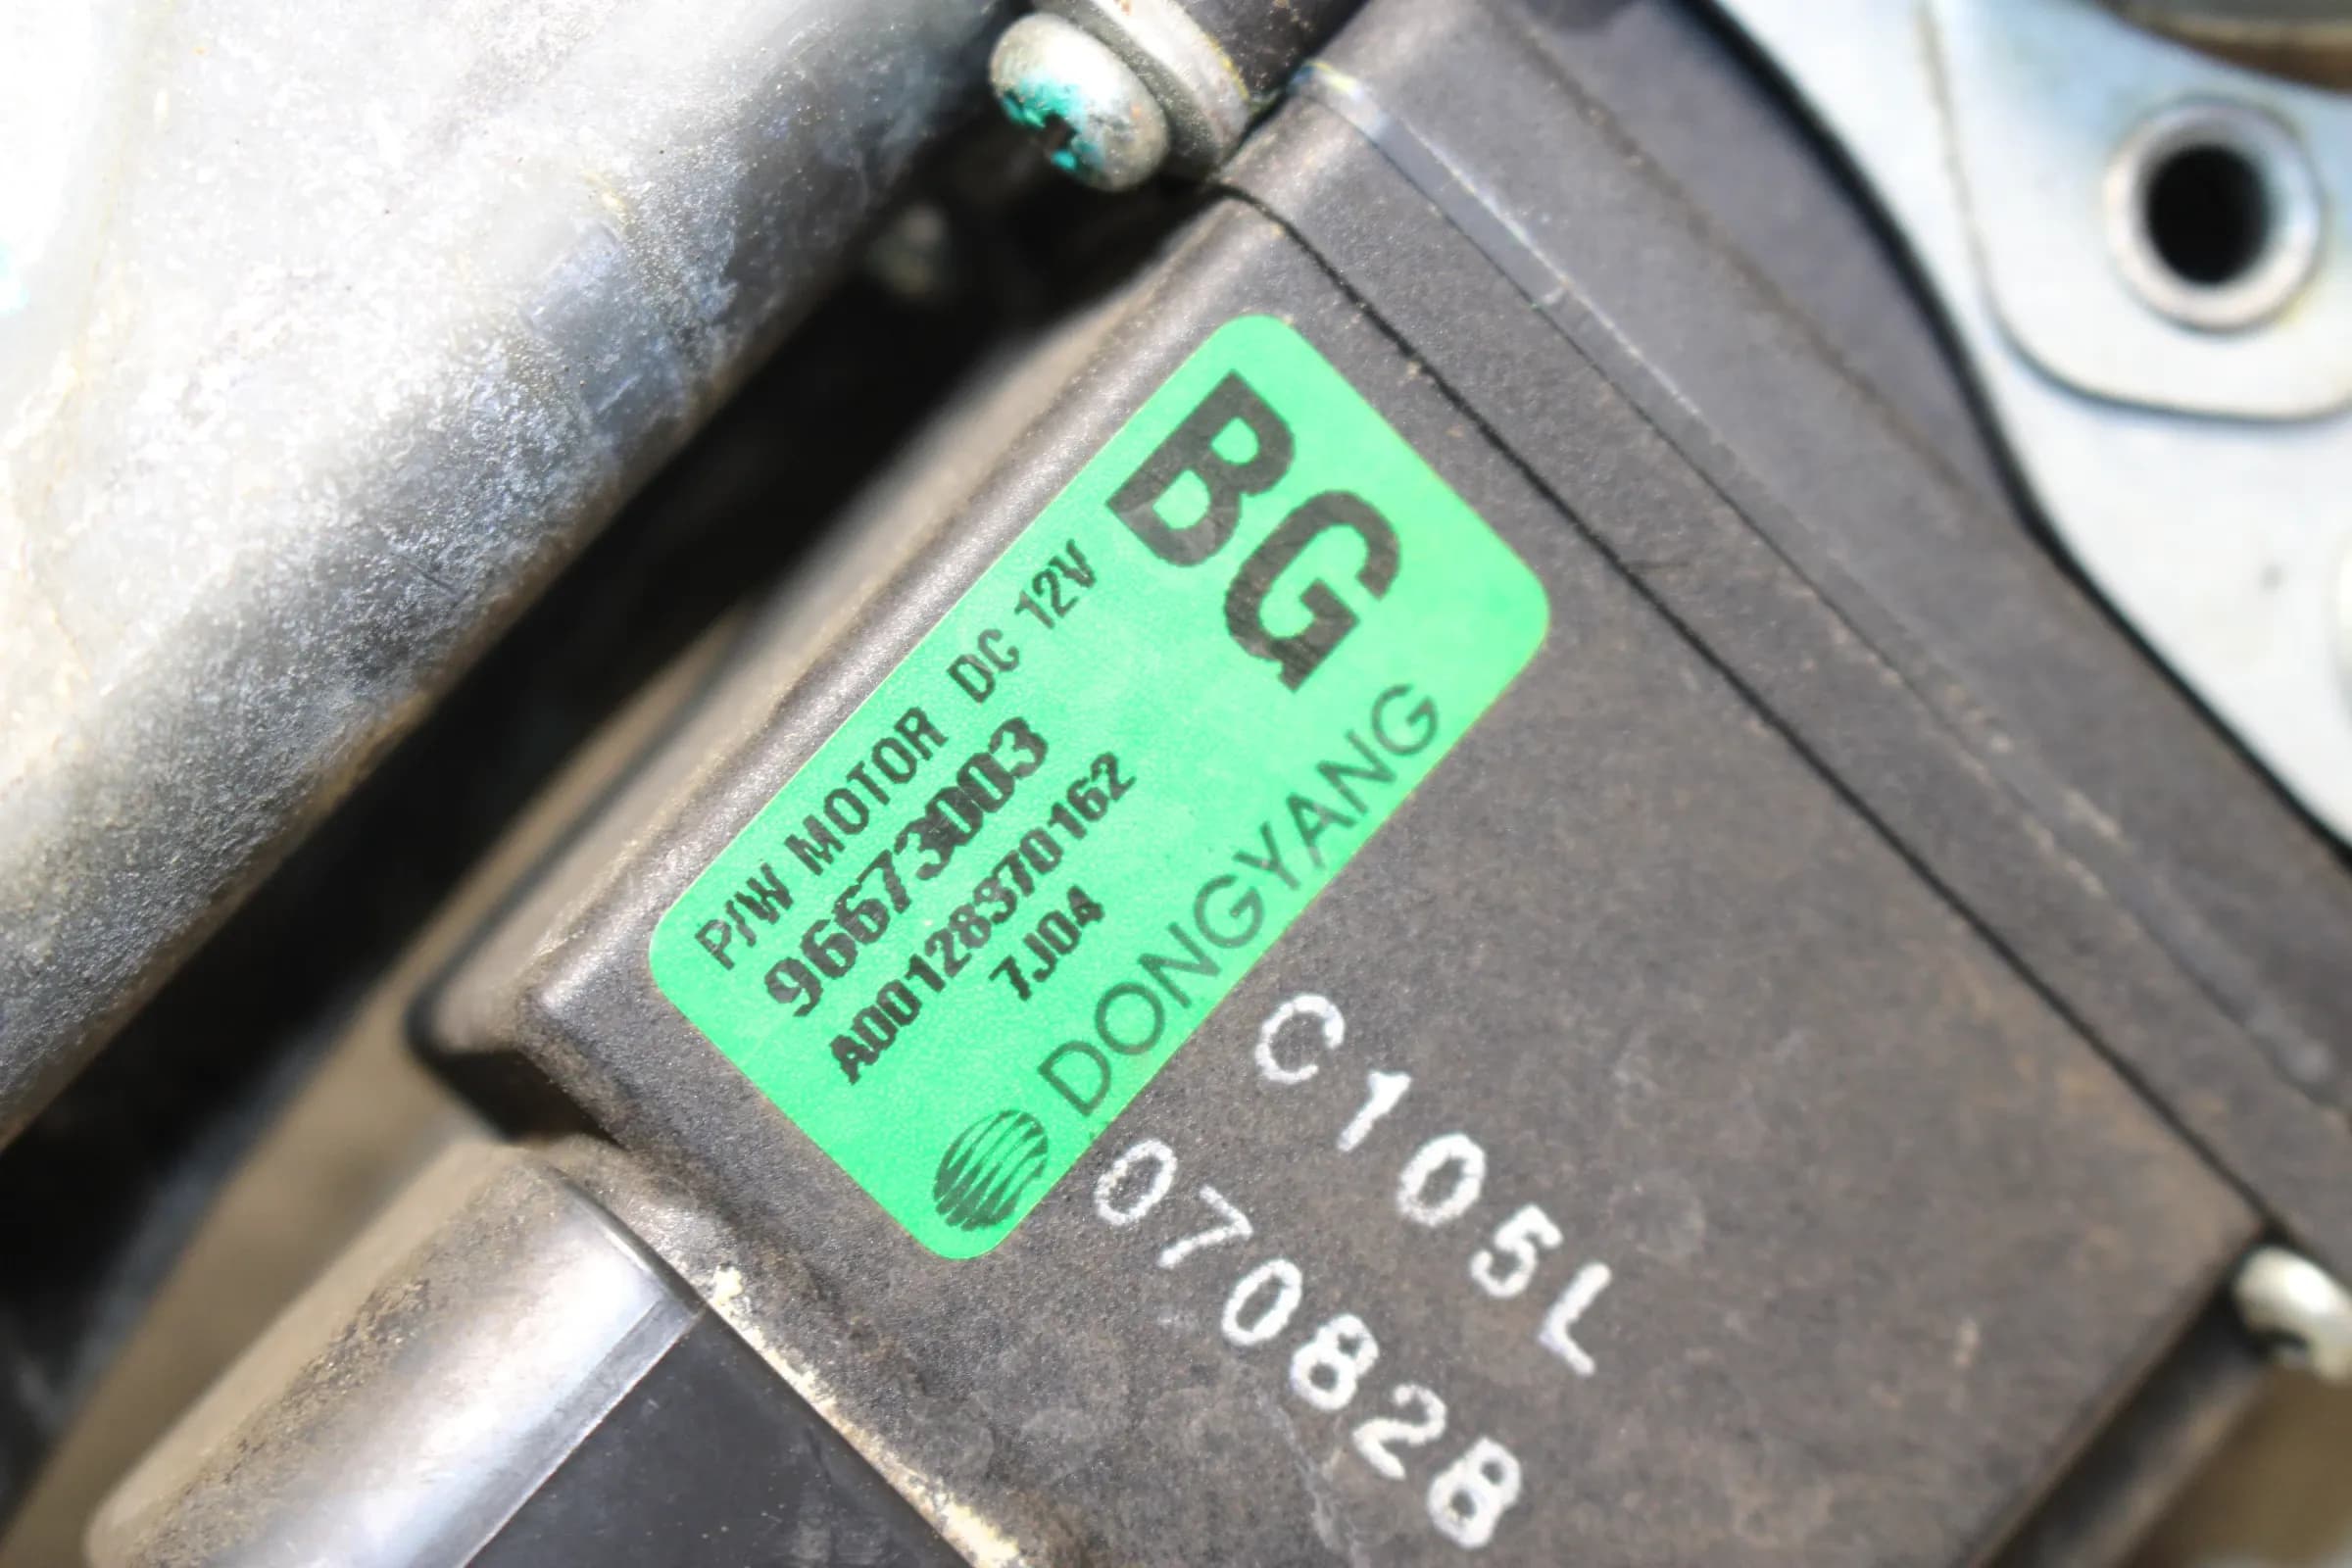 BG
P/W MOTOR DC 12V
96673003
A00128370162
7J04
DONGYANG
C105L
070828